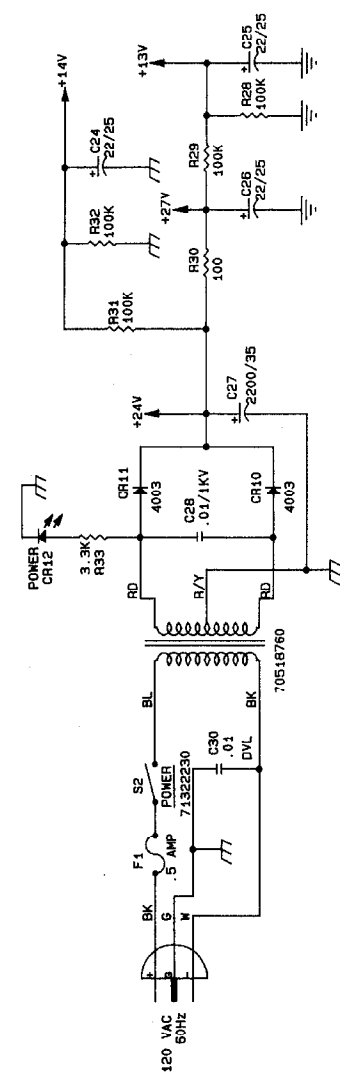 120 VAC
60Hz
+
G
-
BK
G
W
F1
.5 AMP
S2
POWER
71322230
C30
.01
DVL
BL
BK
70518760
RD
R/Y
RD
POWER
CR12
3.3K
R33
CR11
4003
C28
.01/1KV
CR10
4003
+24V
C27
+
2200/35
R31
100K
R32
100K
+14V
C24
+
22/25
R30
100
+27V
C26
+
22/25
R29
100K
R28
100K
+13V
C25
+
22/25